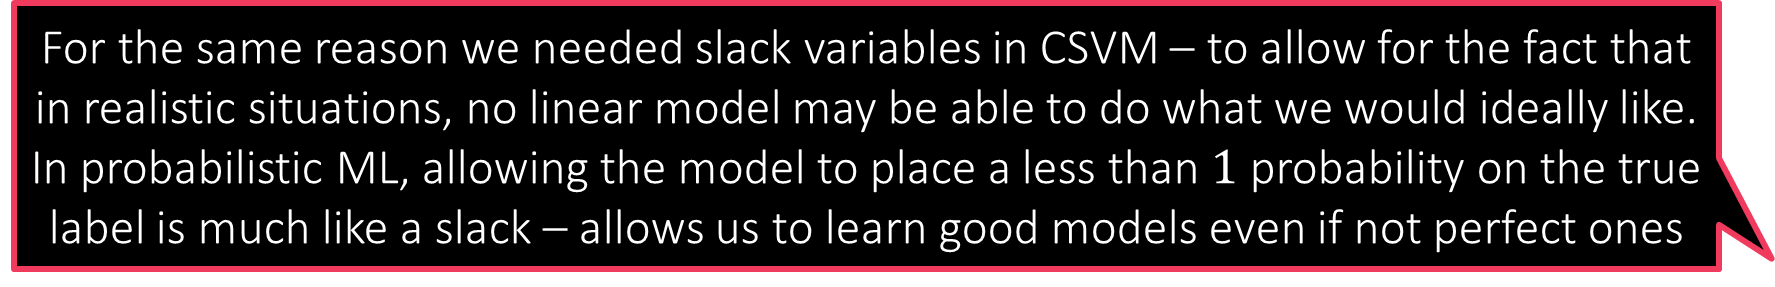 For the same reason we needed slack variables in CSVM – to allow for the fact that
in realistic situations, no linear model may be able to do what we would ideally like.
In probabilistic ML, allowing the model to place a less than 1 probability on the true
label is much like a slack – allows us to learn good models even if not perfect ones